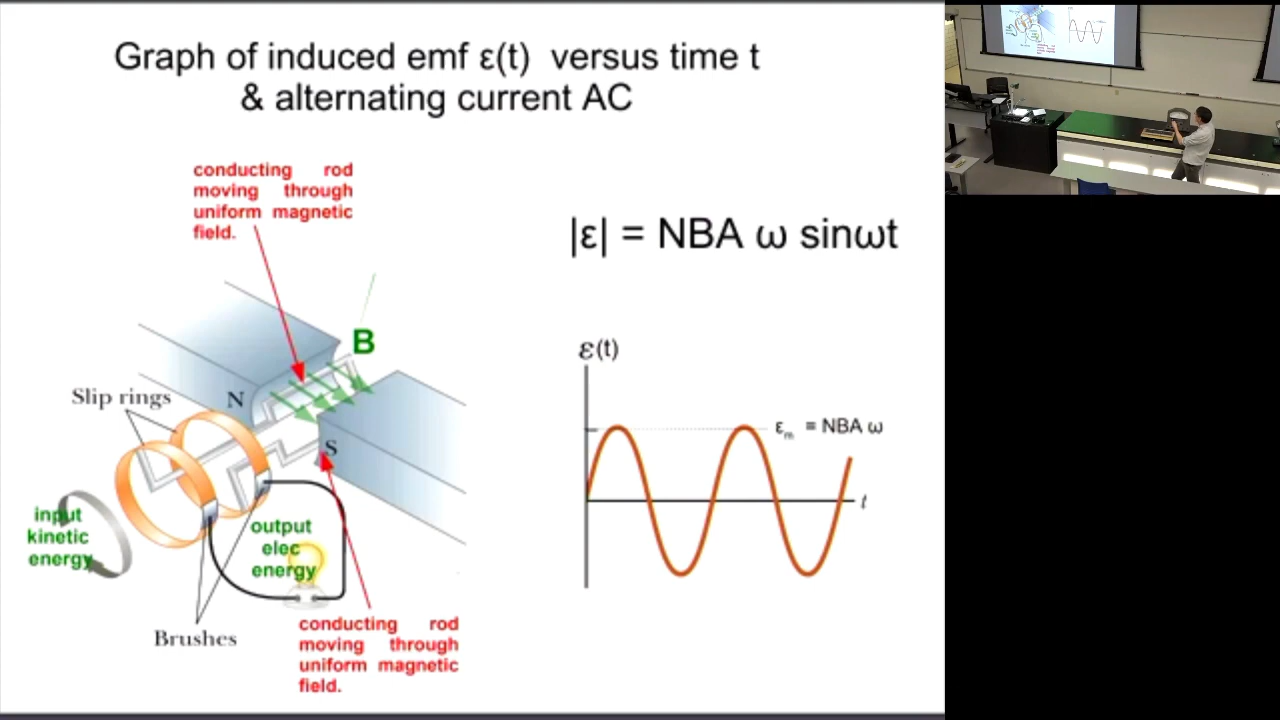 Graph of induced emf ε(t) versus time t
& alternating current AC
conducting rod
moving through
uniform magnetic
field.
|ε| = NBA ω sinωt
B
ε(t)
Slip rings
N
εm = NBA ω
S
t
input
kinetic
energy
output
elec
energy
Brushes
conducting rod
moving through
uniform magnetic
field.